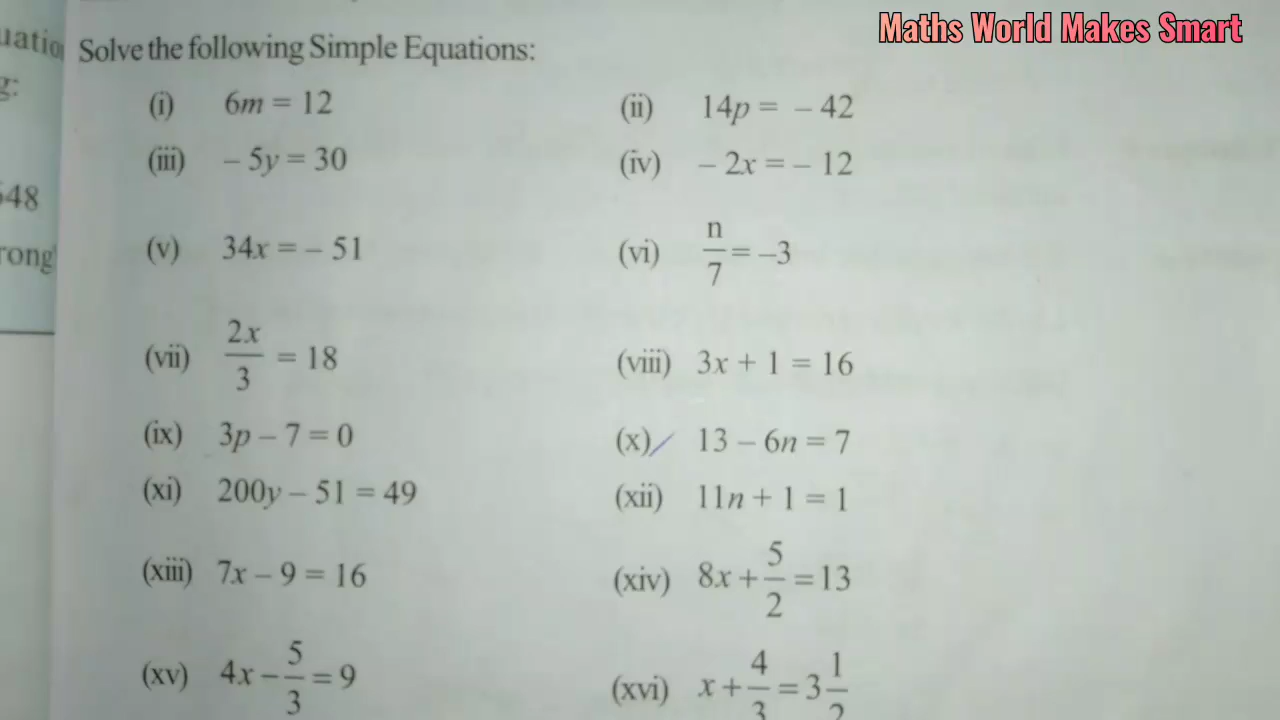 Maths World Makes Smart
Solve the following Simple Equations:
(i) 6m = 12 (ii) 14p = – 42
(iii) – 5y = 30 (iv) – 2x = – 12
(v) 34x = – 51 (vi) n/7 = –3
(vii) 2x/3 = 18 (viii) 3x + 1 = 16
(ix) 3p – 7 = 0 (x) 13 – 6n = 7
(xi) 200y – 51 = 49 (xii) 11n + 1 = 1
(xiii) 7x – 9 = 16 (xiv) 8x + 5/2 = 13
(xv) 4x – 5/3 = 9 (xvi) x + 4/3 = 3 1/2
48